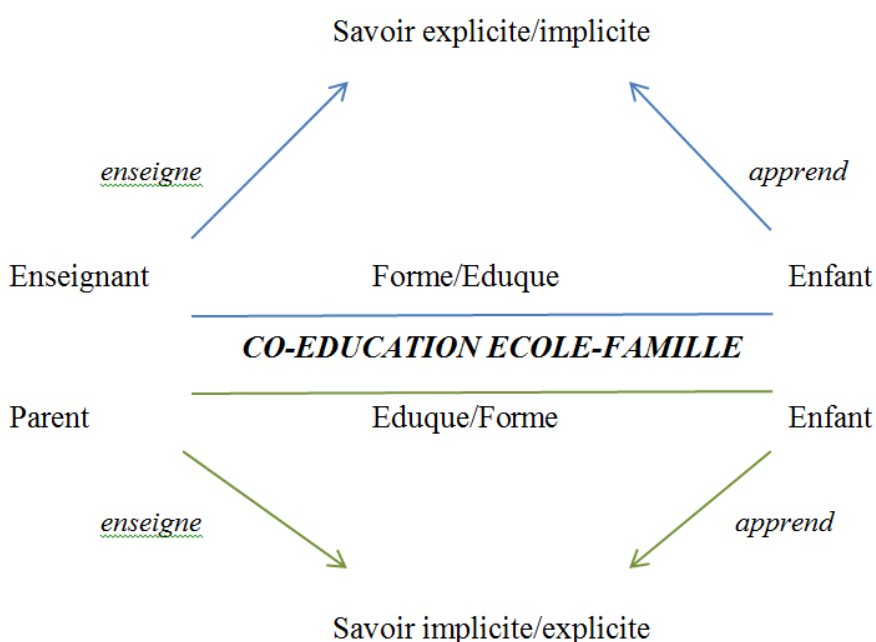 Savoir explicite/implicite
enseigne
apprend
Enseignant Forme/Eduque Enfant
CO-EDUCATION ECOLE-FAMILLE
Parent Eduque/Forme Enfant
enseigne
apprend
Savoir implicite/explicite